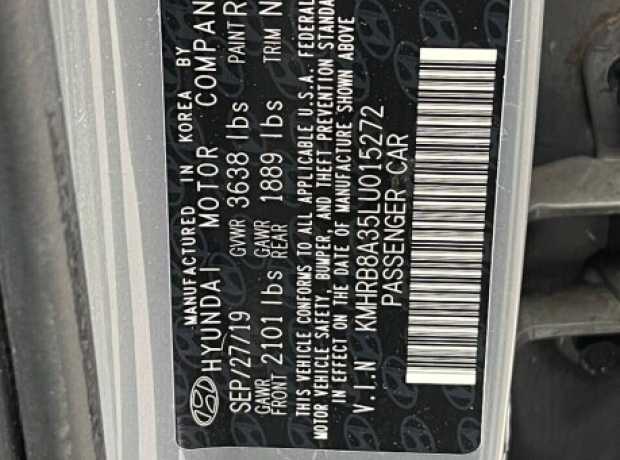 MANUFACTURED IN KOREA BY
HYUNDAI MOTOR COMPAN
SEP/27/19 GVWR 3638 lbs PAINT R
GAWR FRONT 2101 lbs GAWR REAR 1889 lbs TRIM N
THIS VEHICLE CONFORMS TO ALL APPLICABLE U.S.A. FEDERAL
MOTOR VEHICLE SAFETY, BUMPER, AND THEFT PREVENTION STANDA
IN EFFECT ON THE DATE OF MANUFACTURE SHOWN ABOVE
V.I.N KMHRB8A35LU015272
PASSENGER CAR